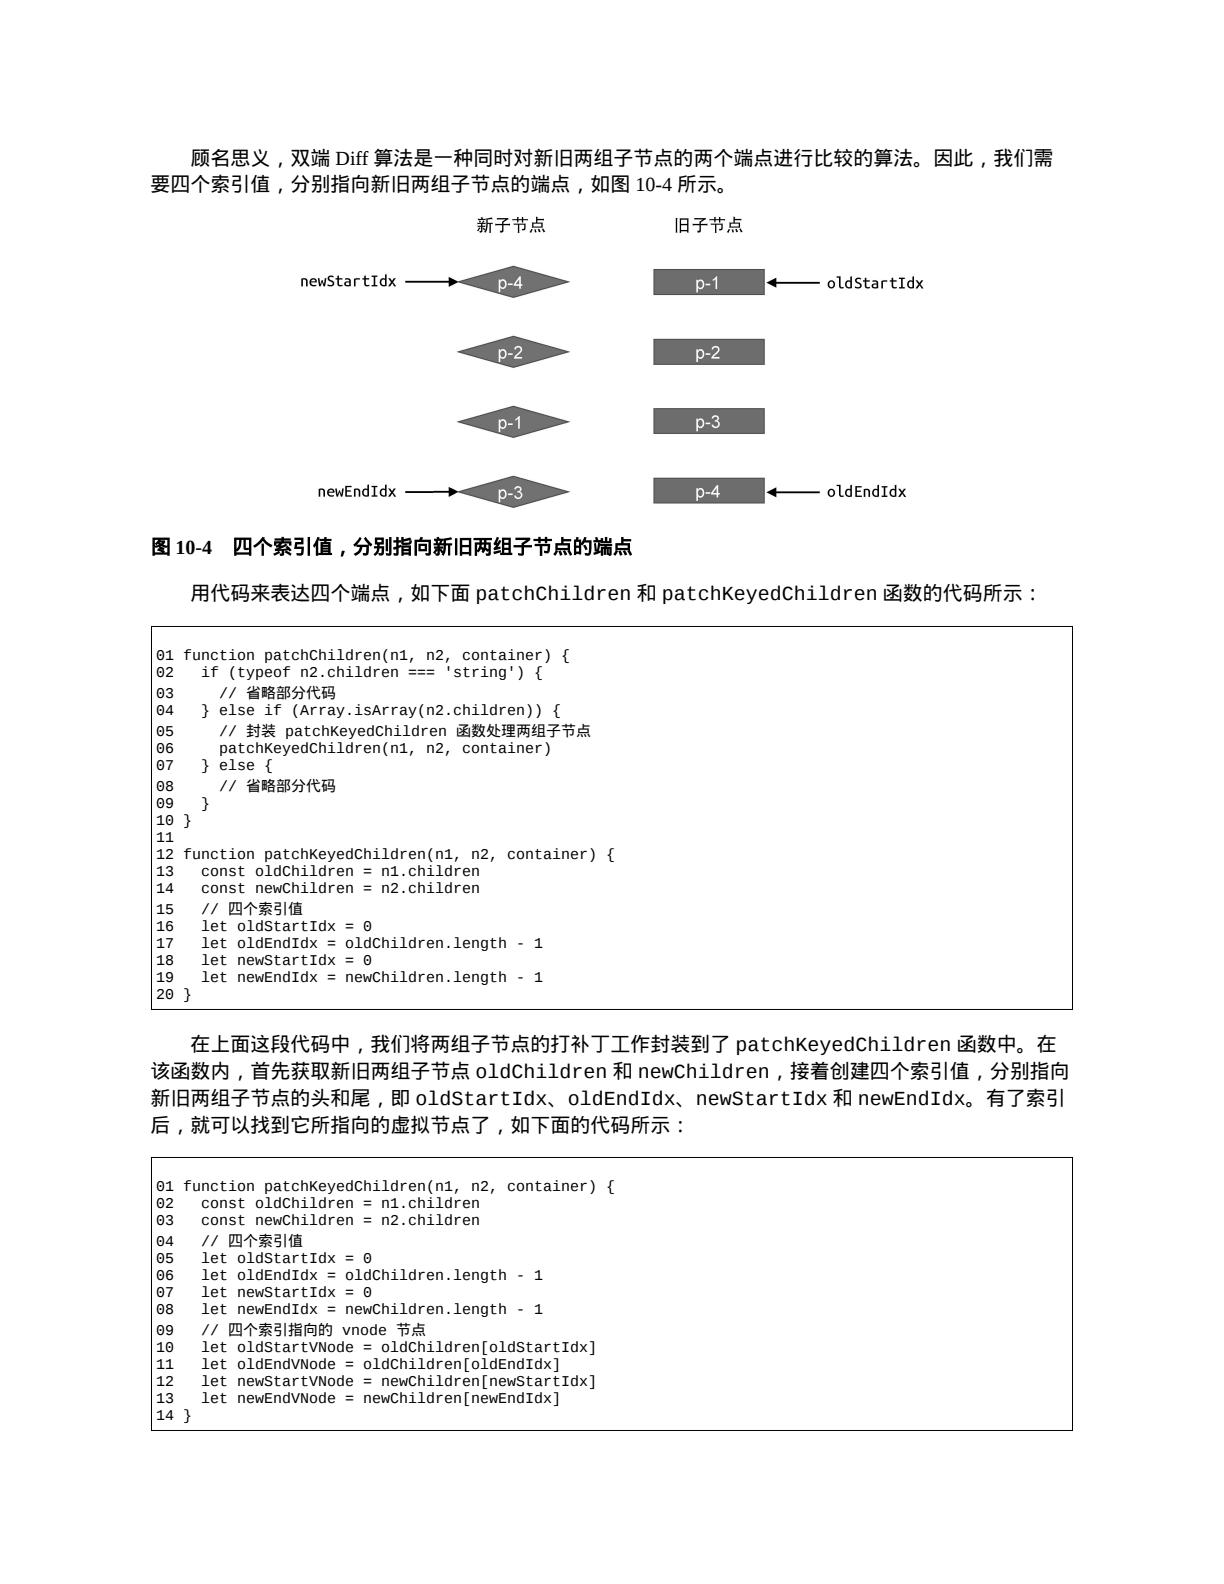 顾名思义，双端 Diff 算法是一种同时对新旧两组子节点的两个端点进行比较的算法。因此，我们需
要四个索引值，分别指向新旧两组子节点的端点，如图 10-4 所示。
新子节点 旧子节点
newStartIdx p-4 p-1 oldStartIdx
p-2 p-2
p-1 p-3
newEndIdx p-3 p-4 oldEndIdx
图 10-4 四个索引值，分别指向新旧两组子节点的端点
用代码来表达四个端点，如下面 patchChildren 和 patchKeyedChildren 函数的代码所示：
01 function patchChildren(n1, n2, container) {
02   if (typeof n2.children === 'string') {
03     // 省略部分代码
04   } else if (Array.isArray(n2.children)) {
05     // 封装 patchKeyedChildren 函数处理两组子节点
06     patchKeyedChildren(n1, n2, container)
07   } else {
08     // 省略部分代码
09   }
10 }
11
12 function patchKeyedChildren(n1, n2, container) {
13   const oldChildren = n1.children
14   const newChildren = n2.children
15   // 四个索引值
16   let oldStartIdx = 0
17   let oldEndIdx = oldChildren.length - 1
18   let newStartIdx = 0
19   let newEndIdx = newChildren.length - 1
20 }
在上面这段代码中，我们将两组子节点的打补丁工作封装到了 patchKeyedChildren 函数中。在
该函数内，首先获取新旧两组子节点 oldChildren 和 newChildren，接着创建四个索引值，分别指向
新旧两组子节点的头和尾，即 oldStartIdx、oldEndIdx、newStartIdx 和 newEndIdx。有了索引
后，就可以找到它所指向的虚拟节点了，如下面的代码所示：
01 function patchKeyedChildren(n1, n2, container) {
02   const oldChildren = n1.children
03   const newChildren = n2.children
04   // 四个索引值
05   let oldStartIdx = 0
06   let oldEndIdx = oldChildren.length - 1
07   let newStartIdx = 0
08   let newEndIdx = newChildren.length - 1
09   // 四个索引指向的 vnode 节点
10   let oldStartVNode = oldChildren[oldStartIdx]
11   let oldEndVNode = oldChildren[oldEndIdx]
12   let newStartVNode = newChildren[newStartIdx]
13   let newEndVNode = newChildren[newEndIdx]
14 }